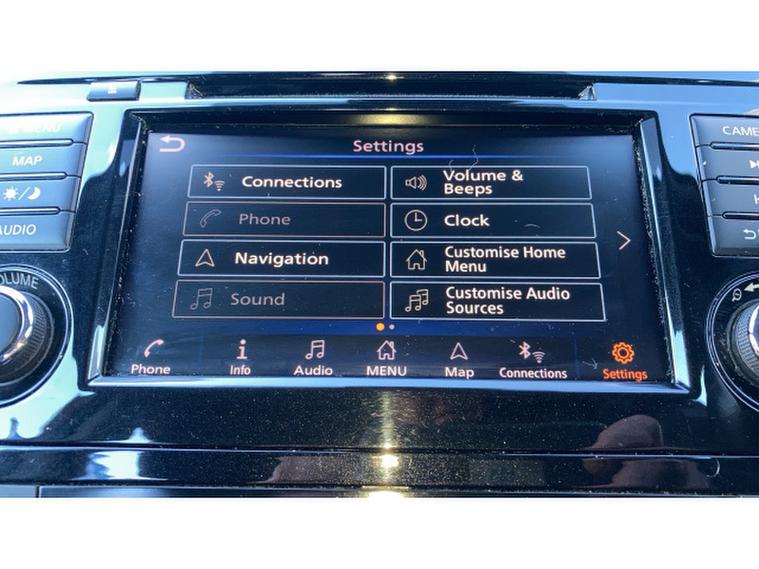 Settings
Connections
Volume &
Beeps
Phone
Clock
Navigation
Customise Home
Menu
Sound
Customise Audio
Sources
Phone
Info
Audio
MENU
Map
Connections
Settings
MENU
MAP
AUDIO
VOLUME
CAME